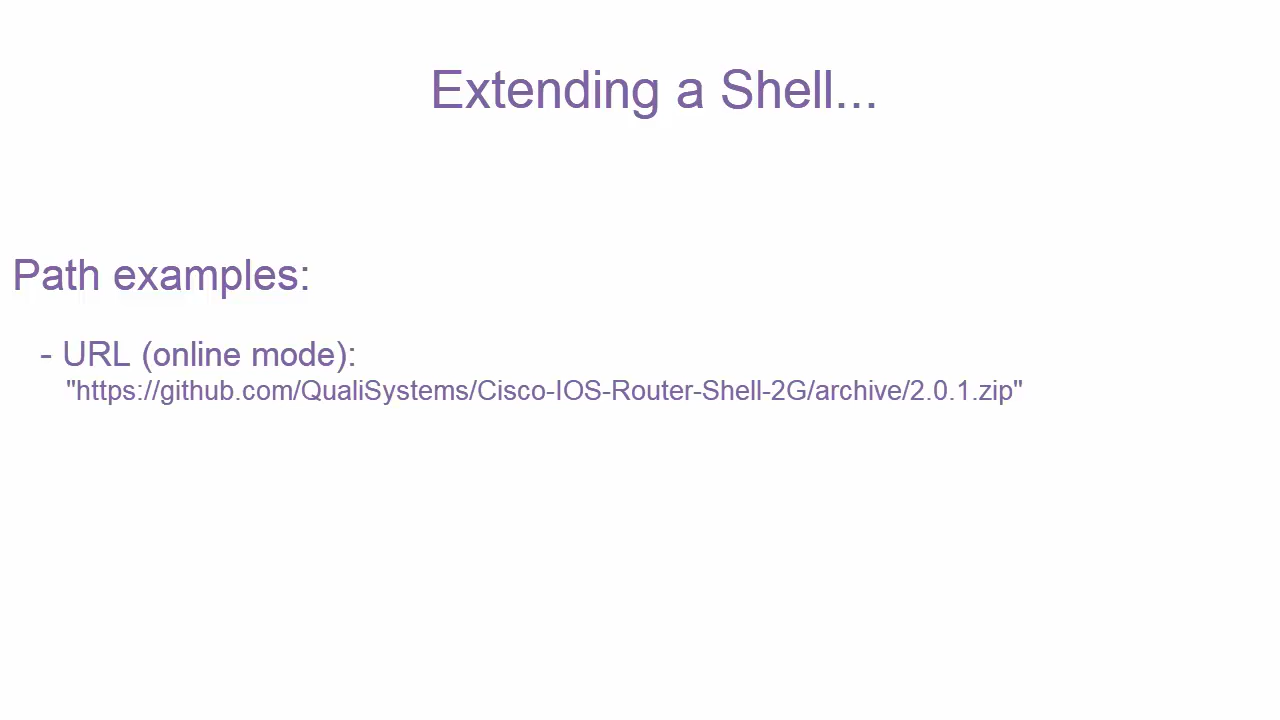 Extending a Shell...
Path examples:
- URL (online mode):
"https://github.com/QualiSystems/Cisco-IOS-Router-Shell-2G/archive/2.0.1.zip"